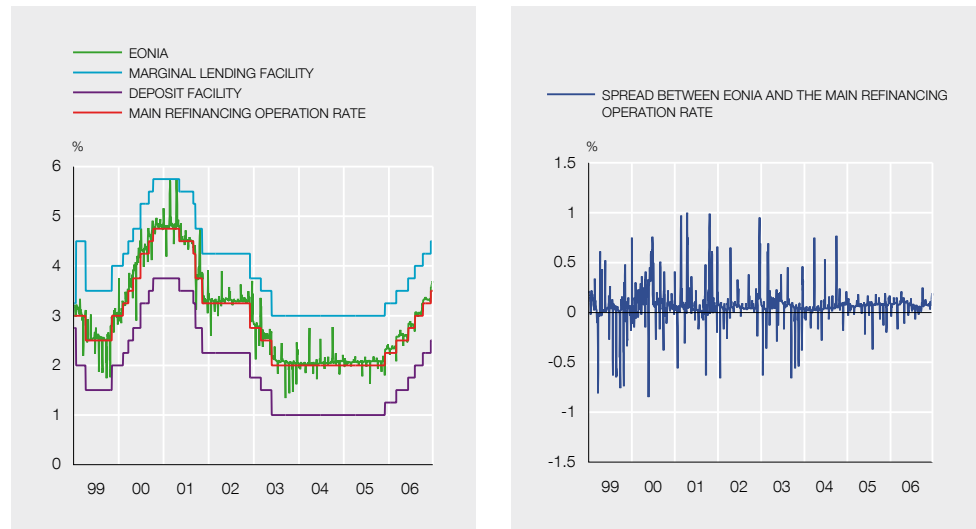 EONIA
MARGINAL LENDING FACILITY
DEPOSIT FACILITY
MAIN REFINANCING OPERATION RATE
%
6
5
4
3
2
1
0
99 00 01 02 03 04 05 06
SPREAD BETWEEN EONIA AND THE MAIN REFINANCING
OPERATION RATE
%
1.5
1
0.5
0
-0.5
-1
-1.5
99 00 01 02 03 04 05 06